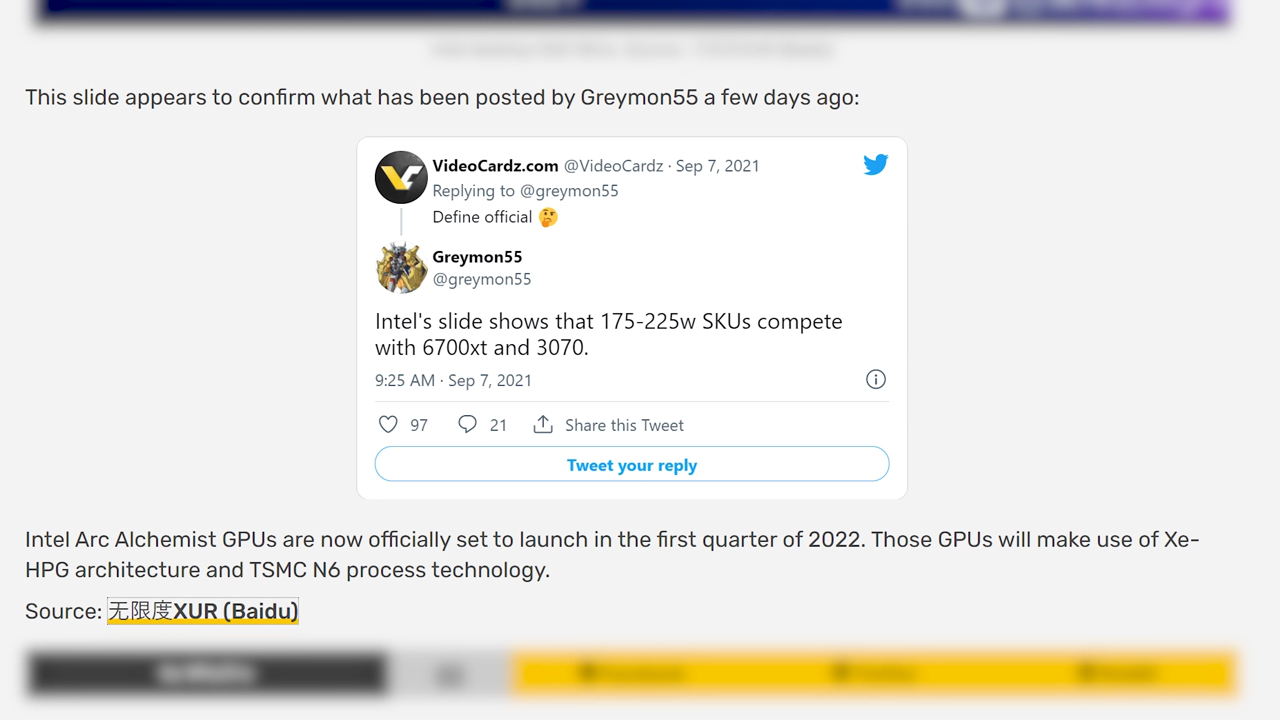 This slide appears to confirm what has been posted by Greymon55 a few days ago:
VideoCardz.com @VideoCardz · Sep 7, 2021
Replying to @greymon55
Define official 🤔
Greymon55
@greymon55
Intel's slide shows that 175-225w SKUs compete
with 6700xt and 3070.
9:25 AM · Sep 7, 2021
97 21 Share this Tweet
Tweet your reply
Intel Arc Alchemist GPUs are now officially set to launch in the first quarter of 2022. Those GPUs will make use of Xe-
HPG architecture and TSMC N6 process technology.
Source: 无限度XUR (Baidu)